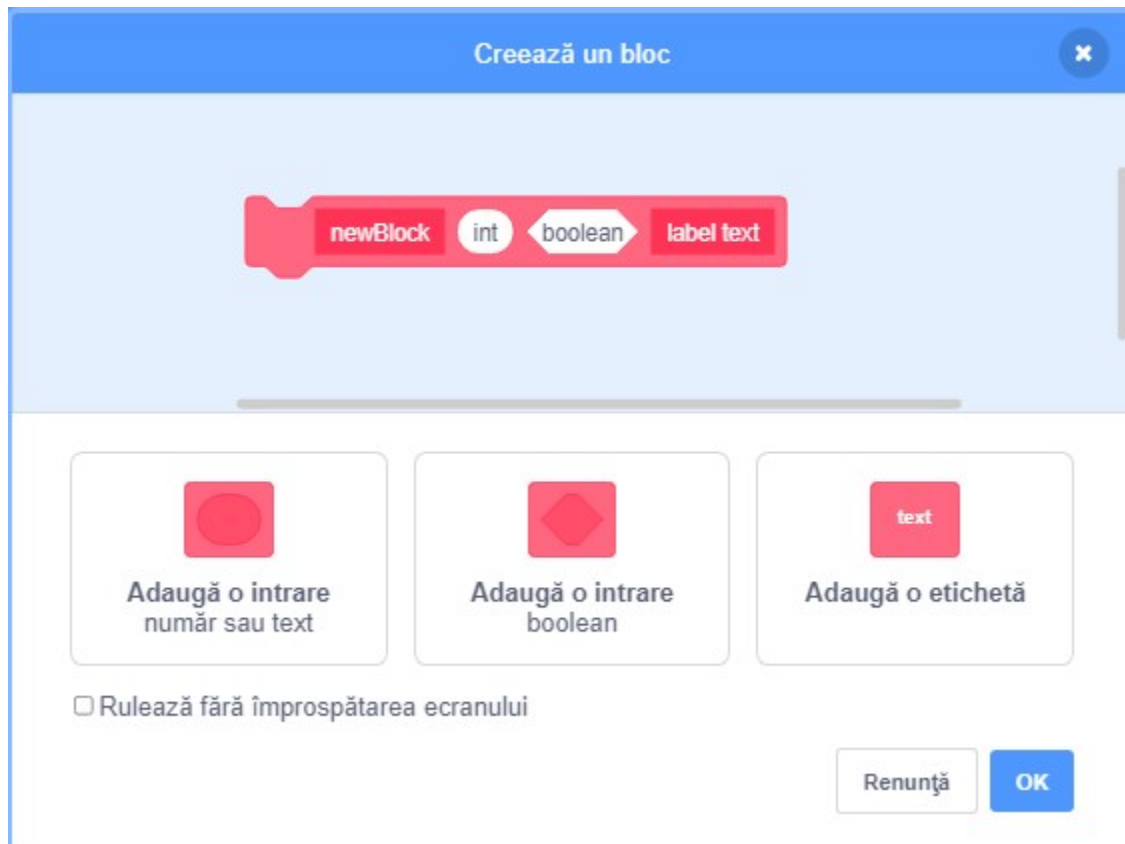 Creează un bloc
newBlock int boolean label text
text
Adaugă o intrare
număr sau text
Adaugă o intrare
boolean
Adaugă o etichetă
Rulează fără împrospătarea ecranului
Renunţă OK